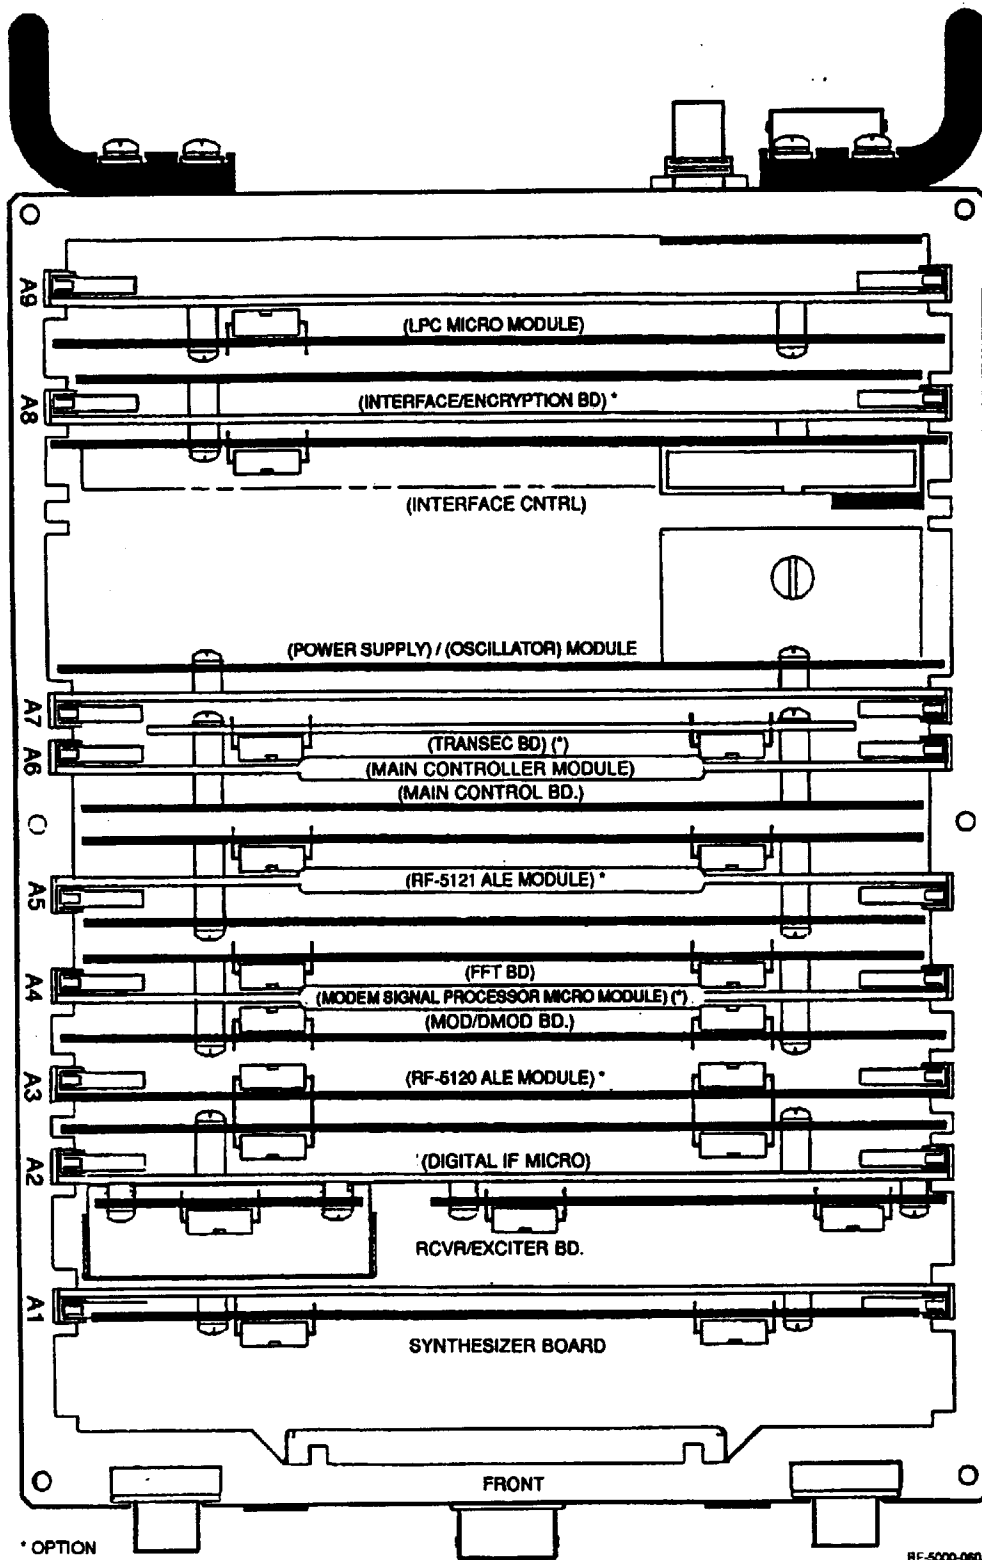 A9
(LPC MICRO MODULE)
A8
(INTERFACE/ENCRYPTION BD) *
(INTERFACE CNTRL)
(POWER SUPPLY) / (OSCILLATOR) MODULE
A7
(TRANSEC BD) (*)
A6
(MAIN CONTROLLER MODULE)
(MAIN CONTROL BD.)
(RF-5121 ALE MODULE) *
A5
(FFT BD)
A4
(MODEM SIGNAL PROCESSOR MICRO MODULE) (*)
(MOD/DMOD BD.)
A3
(RF-5120 ALE MODULE) *
A2
(DIGITAL IF MICRO)
RCVR/EXCITER BD.
A1
SYNTHESIZER BOARD
FRONT
* OPTION
RF-5000-060